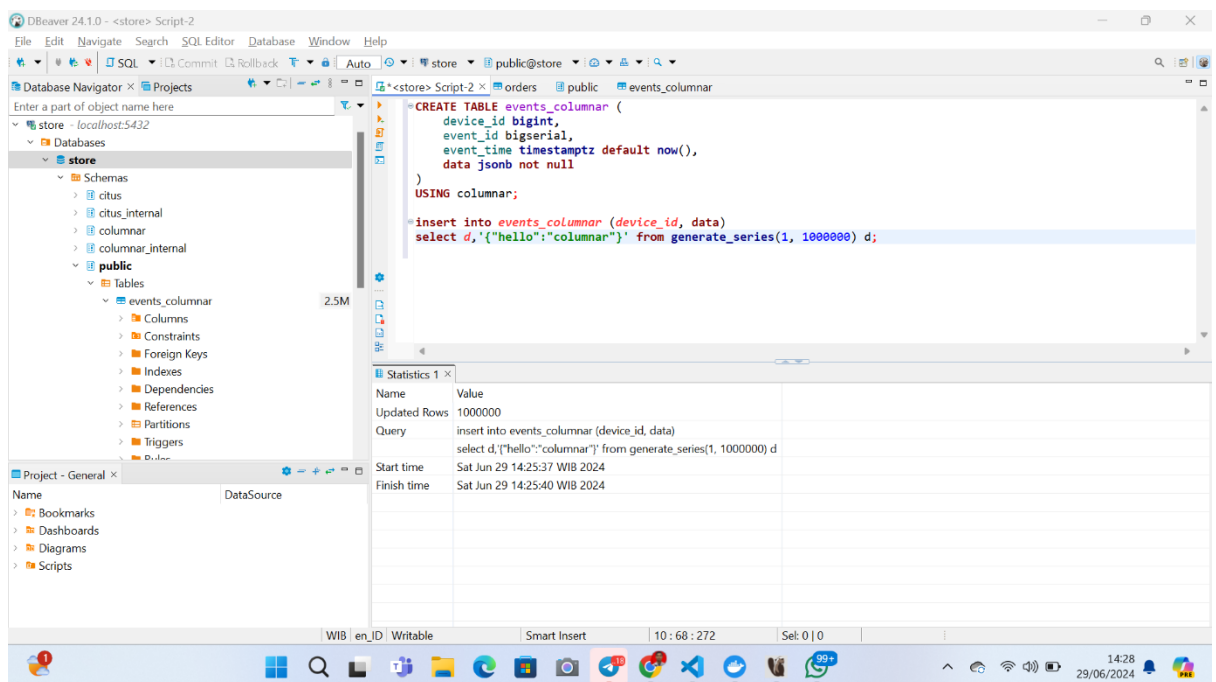 DBeaver 24.1.0 - <store> Script-2
File Edit Navigate Search SQL Editor Database Window Help
SQL Commit Rollback Auto store public@store
Database Navigator Projects
Enter a part of object name here
store - localhost:5432
Databases
store
Schemas
citus
citus_internal
columnar
columnar_internal
public
Tables
events_columnar 2.5M
Columns
Constraints
Foreign Keys
Indexes
Dependencies
References
Partitions
Triggers
Rules
Project - General
Name DataSource
Bookmarks
Dashboards
Diagrams
Scripts
*<store> Script-2 orders public events_columnar
CREATE TABLE events_columnar (
device_id bigint,
event_id bigserial,
event_time timestamptz default now(),
data jsonb not null
)
USING columnar;
insert into events_columnar (device_id, data)
select d,'{"hello":"columnar"}' from generate_series(1, 1000000) d;
Statistics 1
Name Value
Updated Rows 1000000
Query insert into events_columnar (device_id, data)
select d,'{"hello":"columnar"}' from generate_series(1, 1000000) d
Start time Sat Jun 29 14:25:37 WIB 2024
Finish time Sat Jun 29 14:25:40 WIB 2024
WIB en_ID Writable Smart Insert 10 : 68 : 272 Sel: 0 | 0
1
18
99+
14:28
29/06/2024
PRE